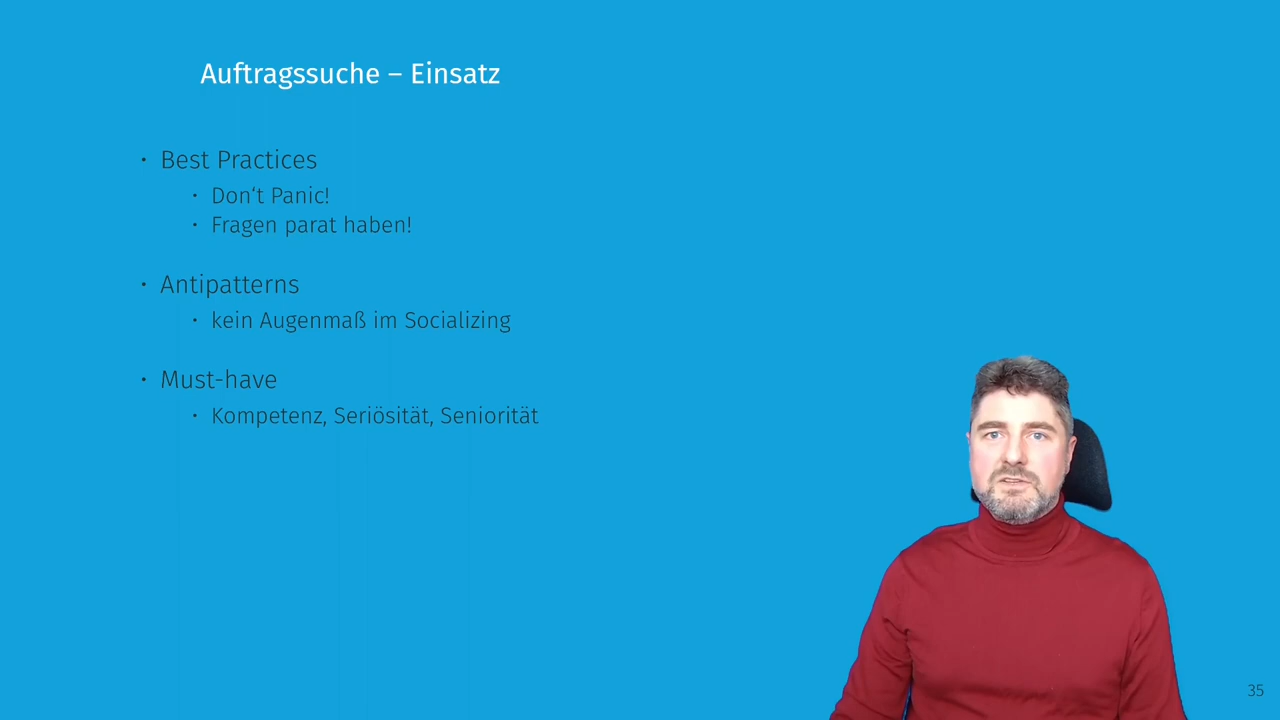 Auftragssuche – Einsatz
• Best Practices
• Don‘t Panic!
• Fragen parat haben!
• Antipatterns
• kein Augenmaß im Socializing
• Must-have
• Kompetenz, Seriösität, Seniorität
35